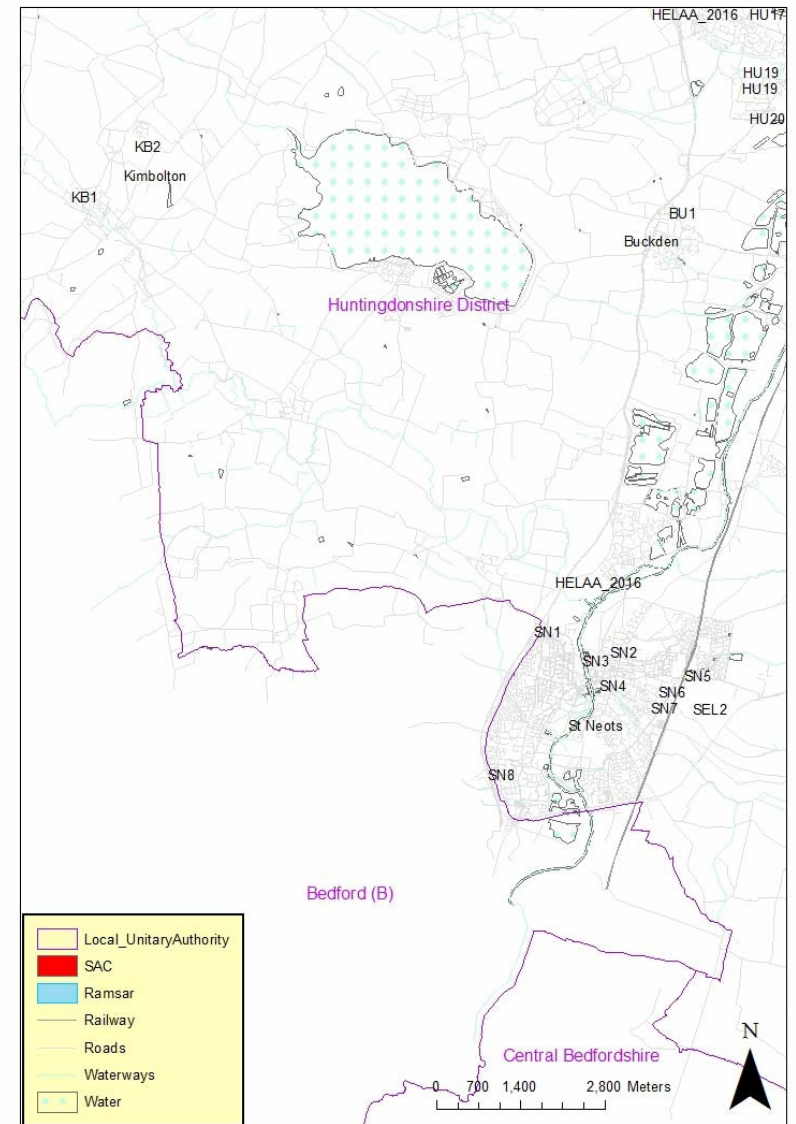 HELAA_2016 HU17
HU19
HU19
HU20
KB2
Kimbolton
KB1
BU1
Buckden
Huntingdonshire District
HELAA_2016
SN1
SN2
SN3
SN4
SN5
SN6
SN7
SEL2
St Neots
SN8
Bedford (B)
Central Bedfordshire
N
0 700 1,400 2,800 Meters
Local_UnitaryAuthority
SAC
Ramsar
Railway
Roads
Waterways
Water